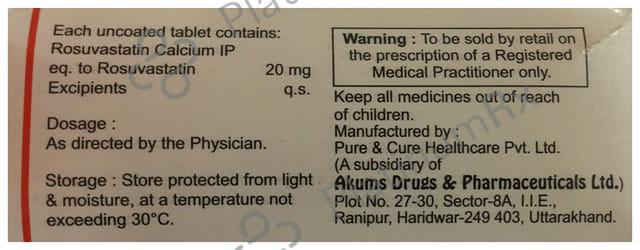 Each uncoated tablet contains:
Rosuvastatin Calcium IP
eq. to Rosuvastatin 20 mg
Excipients q.s.
Dosage :
As directed by the Physician.
Storage : Store protected from light
& moisture, at a temperature not
exceeding 30°C.
Warning : To be sold by retail on
the prescription of a Registered
Medical Practitioner only.
Keep all medicines out of reach
of children.
Manufactured by :
Pure & Cure Healthcare Pvt. Ltd.
(A subsidiary of
Akums Drugs & Pharmaceuticals Ltd.)
Plot No. 27-30, Sector-8A, I.I.E.,
Ranipur, Haridwar-249 403, Uttarakhand.